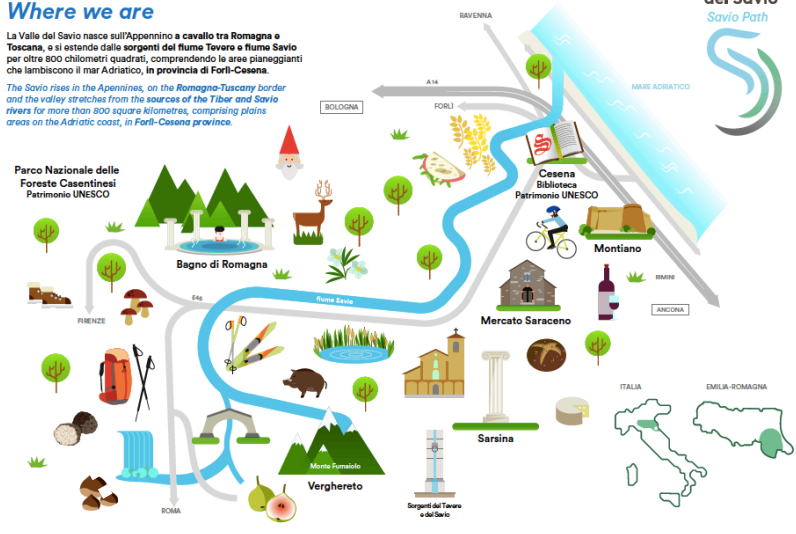 Where we are
La Valle del Savio nasce sull'Appennino a cavallo tra Romagna e
Toscana, e si estende dalle sorgenti del fiume Tevere e fiume Savio
per oltre 800 chilometri quadrati, comprendendo le aree pianeggianti
che lambiscono il mar Adriatico, in provincia di Forlì-Cesena.
The Savio rises in the Apennines, on the Romagna-Tuscany border
and the valley stretches from the sources of the Tiber and Savio
rivers for more than 800 square kilometres, comprising plains
areas on the Adriatic coast, in Forlì-Cesena province.
del Savio
Savio Path
RAVENNA
MARE ADRIATICO
A14
BOLOGNA
FORLÌ
Parco Nazionale delle
Foreste Casentinesi
Patrimonio UNESCO
Cesena
Biblioteca
Patrimonio UNESCO
Montiano
Bagno di Romagna
RIMINI
ANCONA
E45
fiume Savio
FIRENZE
Mercato Saraceno
ITALIA
EMILIA-ROMAGNA
Sarsina
Monte Fumaiolo
Verghereto
Sorgenti del Tevere
e del Savio
ROMA